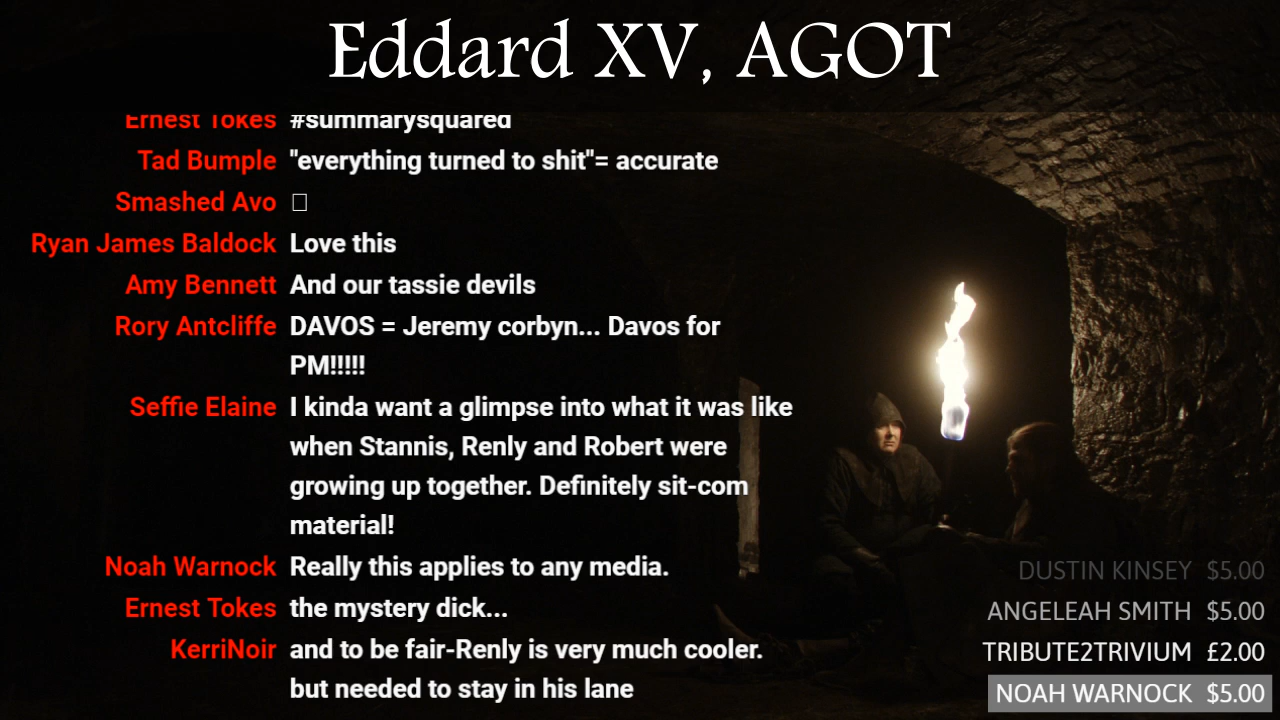 Eddard XV, AGOT
Ernest Tokes #summarysquared
Tad Bumple "everything turned to shit"= accurate
Smashed Avo
Ryan James Baldock Love this
Amy Bennett And our tassie devils
Rory Antcliffe DAVOS = Jeremy corbyn... Davos for
PM!!!!!
Seffie Elaine I kinda want a glimpse into what it was like
when Stannis, Renly and Robert were
growing up together. Definitely sit-com
material!
Noah Warnock Really this applies to any media.
Ernest Tokes the mystery dick...
KerriNoir and to be fair-Renly is very much cooler.
but needed to stay in his lane
DUSTIN KINSEY $5.00
ANGELEAH SMITH $5.00
TRIBUTE2TRIVIUM £2.00
NOAH WARNOCK $5.00